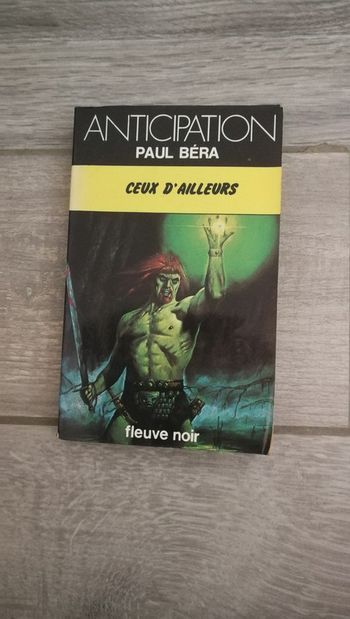 ANTICIPATION
PAUL BÉRA
CEUX D'AILLEURS
fleuve noir